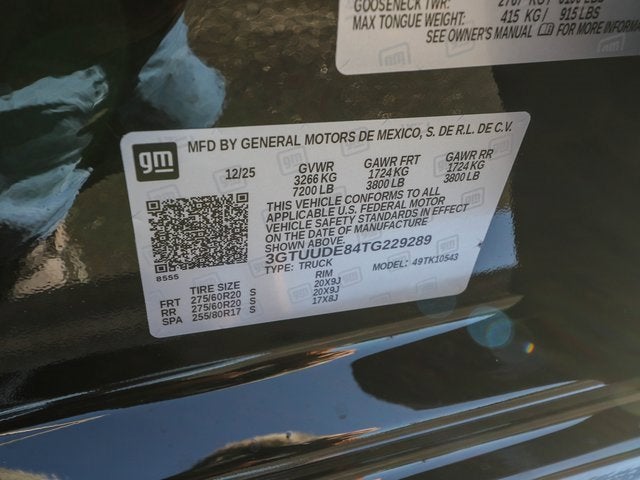 GOOSENECK TWR:
MAX TONGUE WEIGHT: 415 KG / 915 LBS
SEE OWNER'S MANUAL FOR MORE INFORMA
gm
MFD BY GENERAL MOTORS DE MEXICO, S. DE R.L. DE C.V.
12/25 GVWR GAWR FRT GAWR RR
3266 KG 1724 KG 1724 KG
7200 LB 3800 LB 3800 LB
THIS VEHICLE CONFORMS TO ALL
APPLICABLE U.S. FEDERAL MOTOR
VEHICLE SAFETY STANDARDS IN EFFECT
ON THE DATE OF MANUFACTURE
SHOWN ABOVE.
3GTUUDE84TG229289
8555
TYPE: TRUCK MODEL: 49TK10543
TIRE SIZE RIM
FRT 275/60R20 S 20X9J
RR 275/60R20 S 20X9J
SPA 255/80R17 S 17X8J